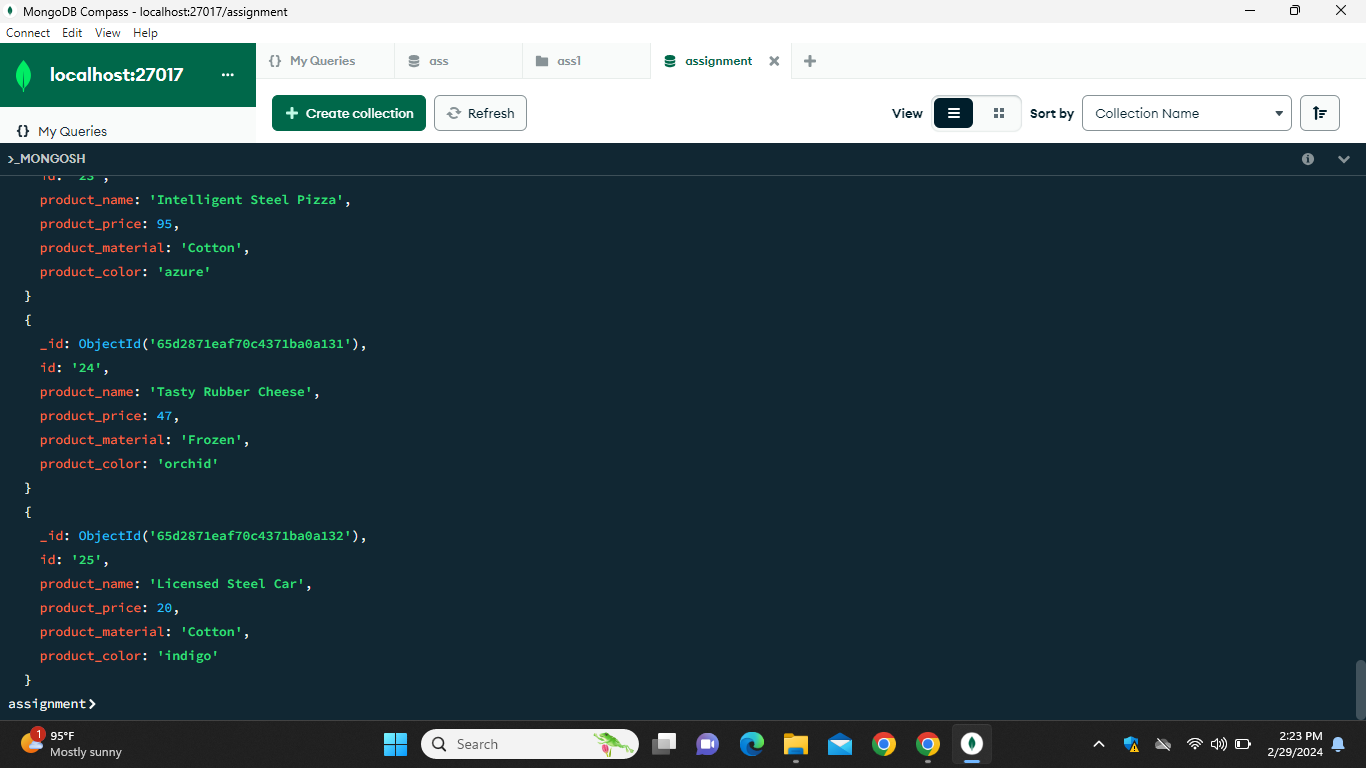 MongoDB Compass - localhost:27017/assignment
Connect Edit View Help
localhost:27017 ...
{} My Queries ass ass1 assignment
+ Create collection Refresh View Sort by Collection Name
{} My Queries
>_MONGOSH
id: '23',
product_name: 'Intelligent Steel Pizza',
product_price: 95,
product_material: 'Cotton',
product_color: 'azure'
}
{
_id: ObjectId('65d2871eaf70c4371ba0a131'),
id: '24',
product_name: 'Tasty Rubber Cheese',
product_price: 47,
product_material: 'Frozen',
product_color: 'orchid'
}
{
_id: ObjectId('65d2871eaf70c4371ba0a132'),
id: '25',
product_name: 'Licensed Steel Car',
product_price: 20,
product_material: 'Cotton',
product_color: 'indigo'
}
assignment>
1
95°F
Mostly sunny
Search
2:23 PM
2/29/2024